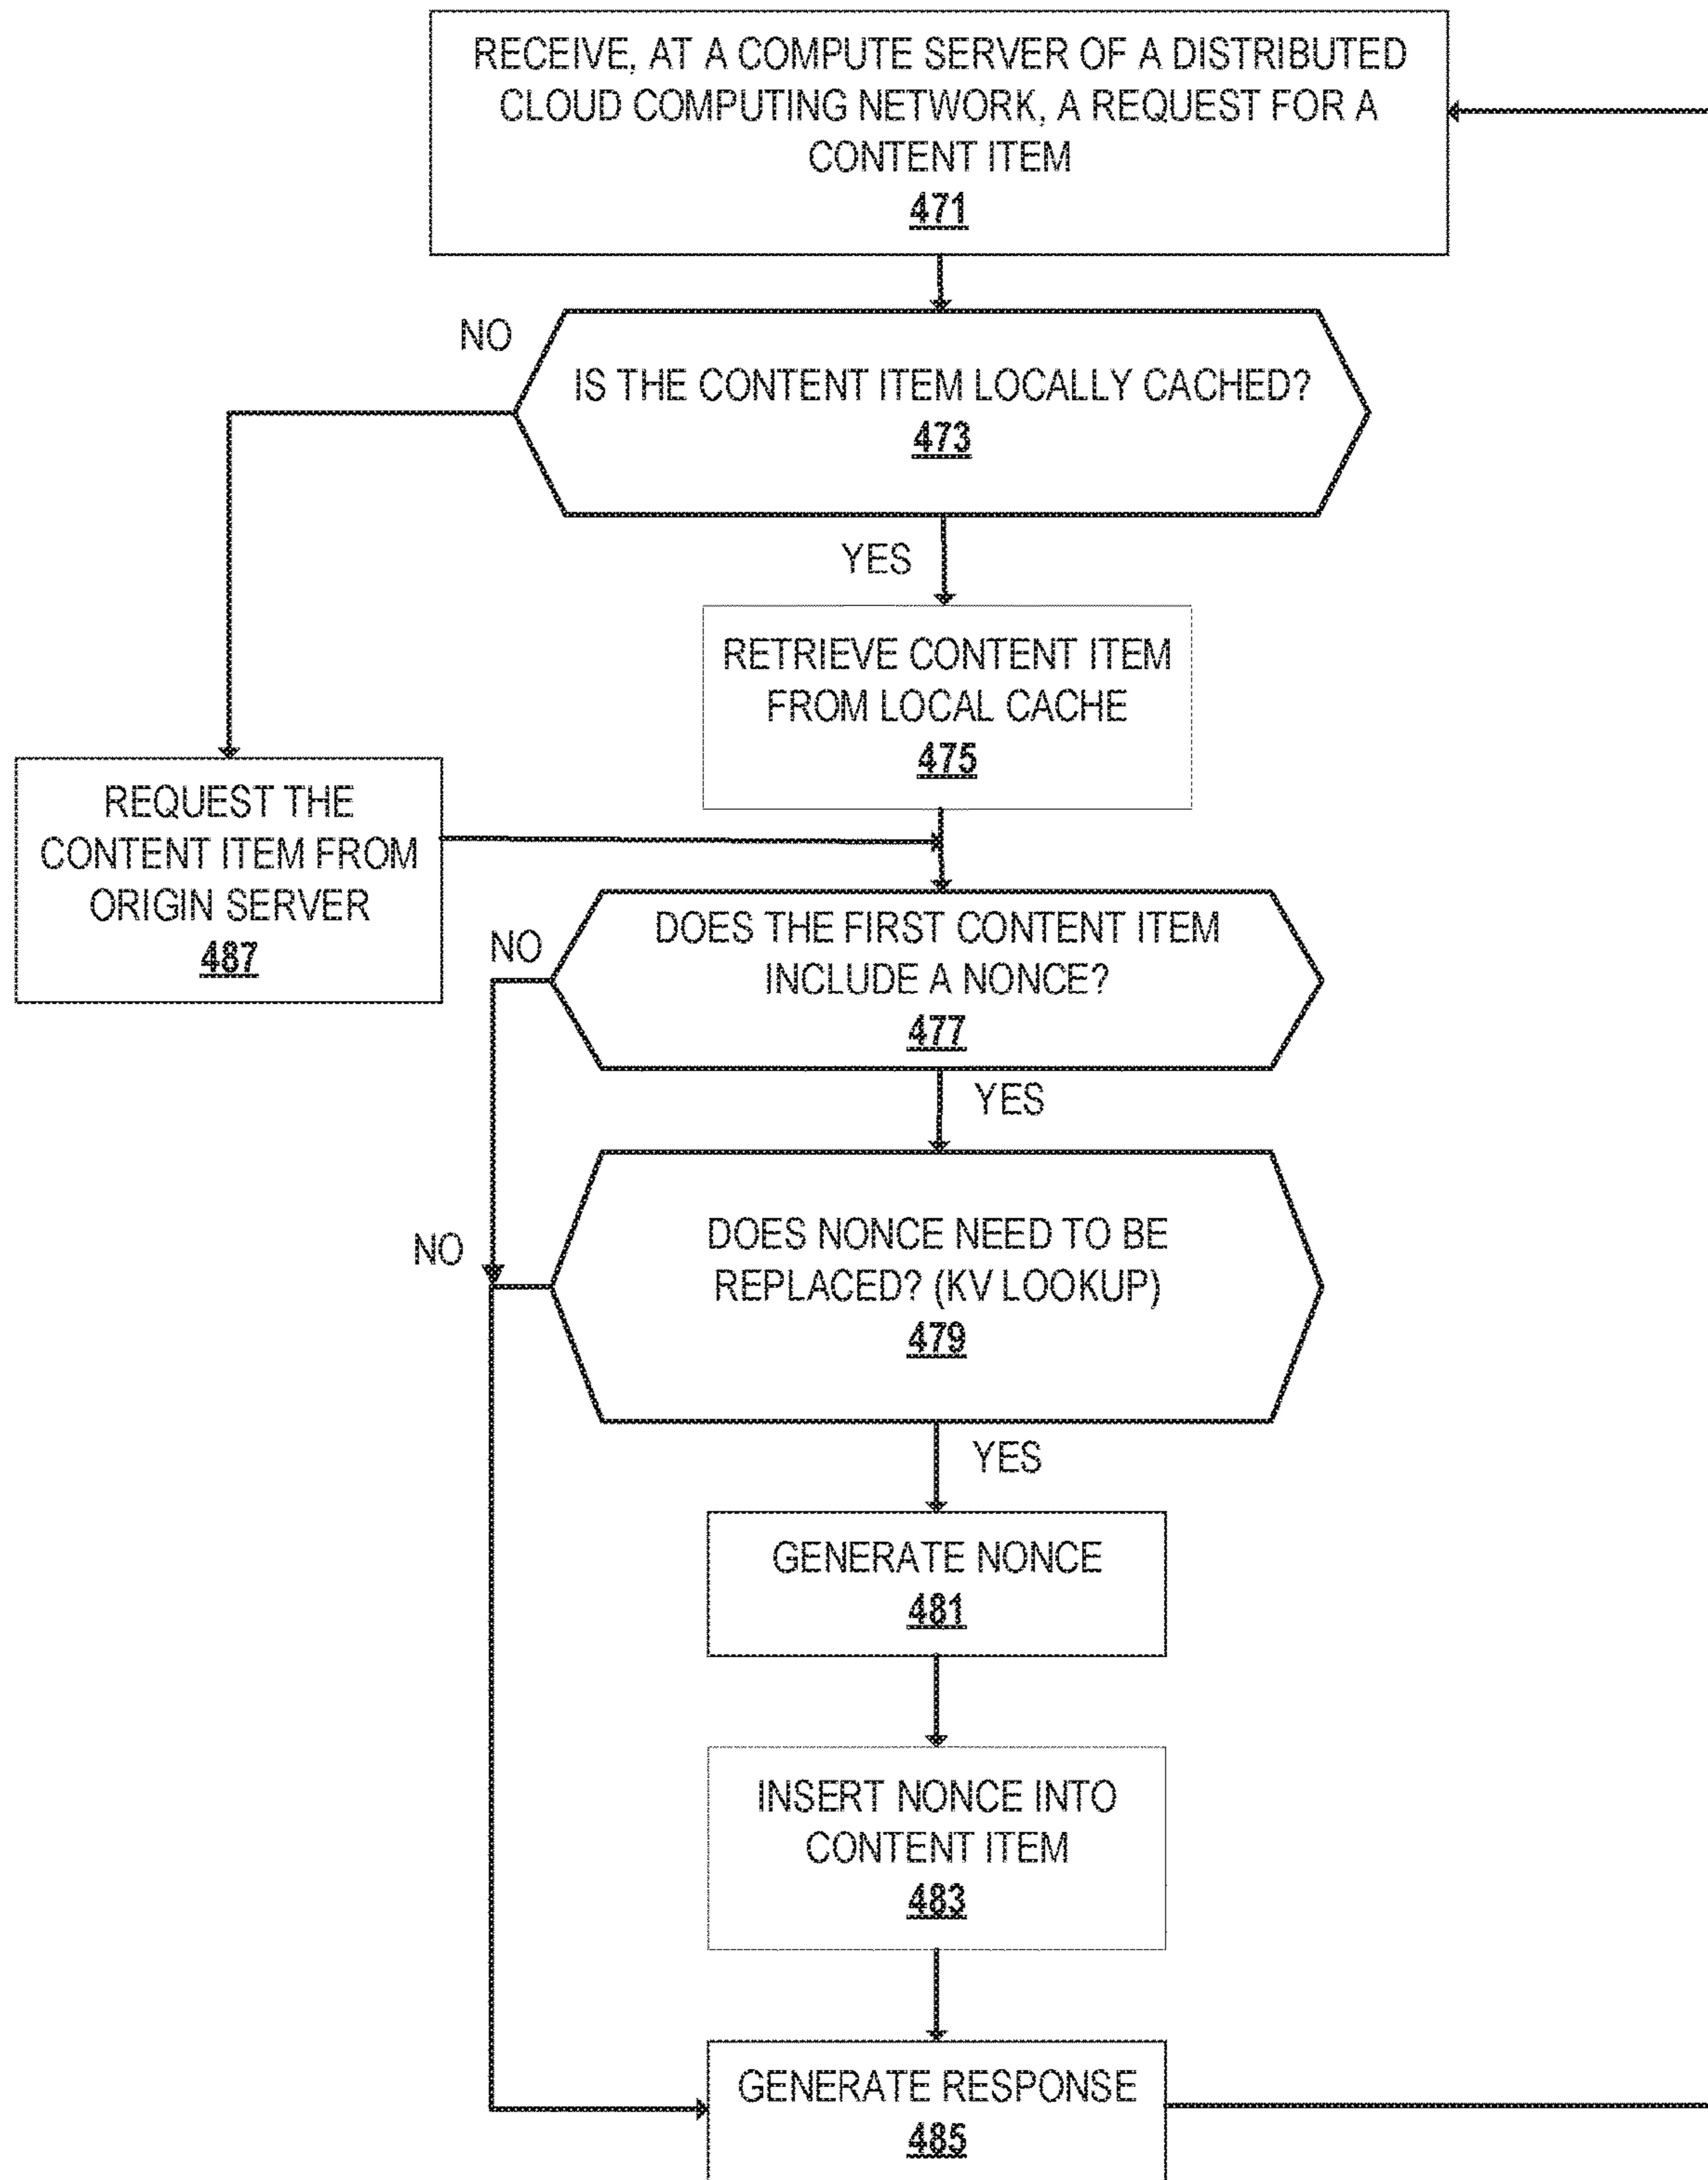 RECEIVE, AT A COMPUTE SERVER OF A DISTRIBUTED
CLOUD COMPUTING NETWORK, A REQUEST FOR A
CONTENT ITEM
471
NO
IS THE CONTENT ITEM LOCALLY CACHED?
473
YES
RETRIEVE CONTENT ITEM
FROM LOCAL CACHE
475
REQUEST THE
CONTENT ITEM FROM
ORIGIN SERVER
487
NO
DOES THE FIRST CONTENT ITEM
INCLUDE A NONCE?
477
YES
NO
DOES NONCE NEED TO BE
REPLACED? (KV LOOKUP)
479
YES
GENERATE NONCE
481
INSERT NONCE INTO
CONTENT ITEM
483
GENERATE RESPONSE
485